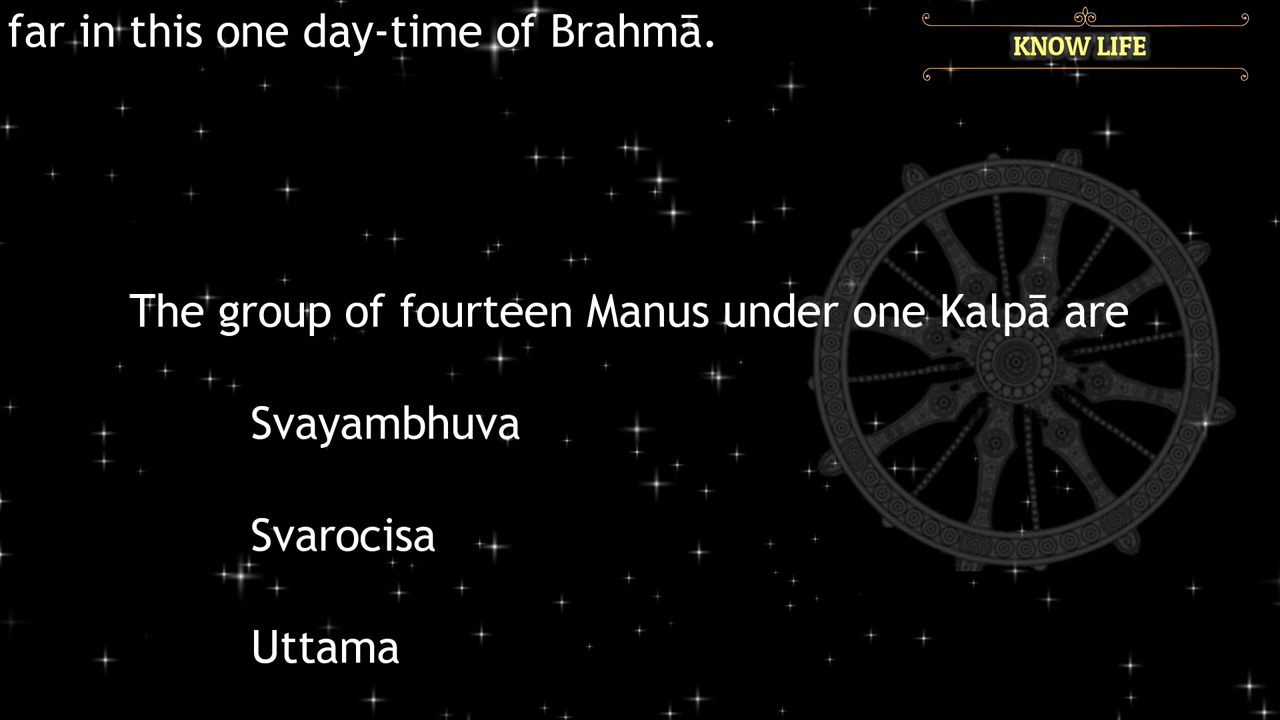 far in this one day-time of Brahmā.
KNOW LIFE
The group of fourteen Manus under one Kalpā are
Svayambhuva
Svarocisa
Uttama